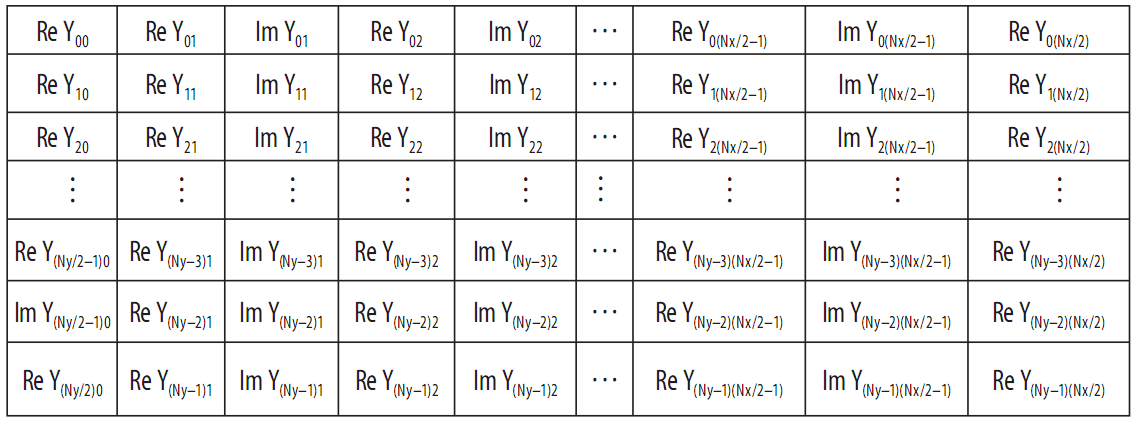 Re Y₀₀ Re Y₀₁ Im Y₀₁ Re Y₀₂ Im Y₀₂ ⋯ Re Y₀₍Nx/2−1₎ Im Y₀₍Nx/2−1₎ Re Y₀₍Nx/2₎
Re Y₁₀ Re Y₁₁ Im Y₁₁ Re Y₁₂ Im Y₁₂ ⋯ Re Y₁₍Nx/2−1₎ Im Y₁₍Nx/2−1₎ Re Y₁₍Nx/2₎
Re Y₂₀ Re Y₂₁ Im Y₂₁ Re Y₂₂ Im Y₂₂ ⋯ Re Y₂₍Nx/2−1₎ Im Y₂₍Nx/2−1₎ Re Y₂₍Nx/2₎
⋮ ⋮ ⋮ ⋮ ⋮ ⋮ ⋮ ⋮ ⋮
Re Y₍Ny/2−1₎₀ Re Y₍Ny−3₎₁ Im Y₍Ny−3₎₁ Re Y₍Ny−3₎₂ Im Y₍Ny−3₎₂ ⋯ Re Y₍Ny−3₎₍Nx/2−1₎ Im Y₍Ny−3₎₍Nx/2−1₎ Re Y₍Ny−3₎₍Nx/2₎
Im Y₍Ny/2−1₎₀ Re Y₍Ny−2₎₁ Im Y₍Ny−2₎₁ Re Y₍Ny−2₎₂ Im Y₍Ny−2₎₂ ⋯ Re Y₍Ny−2₎₍Nx/2−1₎ Im Y₍Ny−2₎₍Nx/2−1₎ Re Y₍Ny−2₎₍Nx/2₎
Re Y₍Ny/2₎₀ Re Y₍Ny−1₎₁ Im Y₍Ny−1₎₁ Re Y₍Ny−1₎₂ Im Y₍Ny−1₎₂ ⋯ Re Y₍Ny−1₎₍Nx/2−1₎ Im Y₍Ny−1₎₍Nx/2−1₎ Re Y₍Ny−1₎₍Nx/2₎